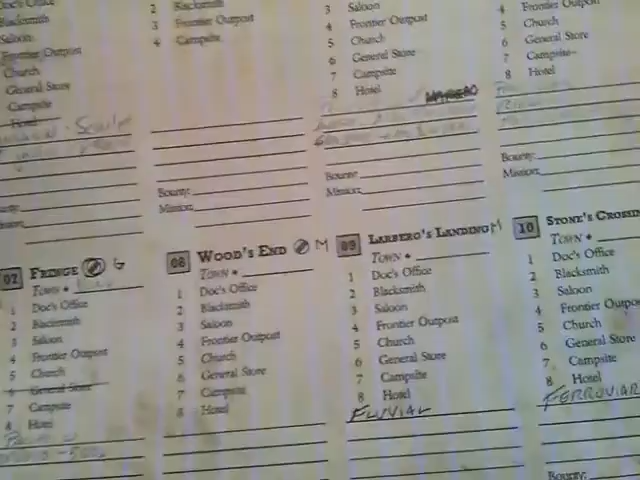 Doc's Office
Blacksmith
Saloon
Frontier Outpost
Church
General Store
Campsite
Hotel
2 Blacksmith
3 Frontier Outpost
4 Campsite
Bounty:
Mission:
3 Saloon
4 Frontier Outpost
5 Church
6 General Store
7 Campsite
8 Hotel
Bounty:
Mission:
4 Frontier Outpost
5 Church
6 General Store
7 Campsite
8 Hotel
Bounty:
Mission:
07 FRINGE G
TOWN
1 Doc's Office
2 Blacksmith
3 Saloon
4 Frontier Outpost
5 Church
6 General Store
7 Campsite
8 Hotel
08 WOOD'S END M
TOWN
1 Doc's Office
2 Blacksmith
3 Saloon
4 Frontier Outpost
5 Church
6 General Store
7 Campsite
8 Hotel
09 LARBERG'S LANDING M
TOWN
1 Doc's Office
2 Blacksmith
3 Saloon
4 Frontier Outpost
5 Church
6 General Store
7 Campsite
8 Hotel
FLUVIAL
10 STONE'S CROSSIN
TOWN
1 Doc's Office
2 Blacksmith
3 Saloon
4 Frontier Outpo
5 Church
6 General Store
7 Campsite
8 Hotel
FERROVIAR
Bounty: